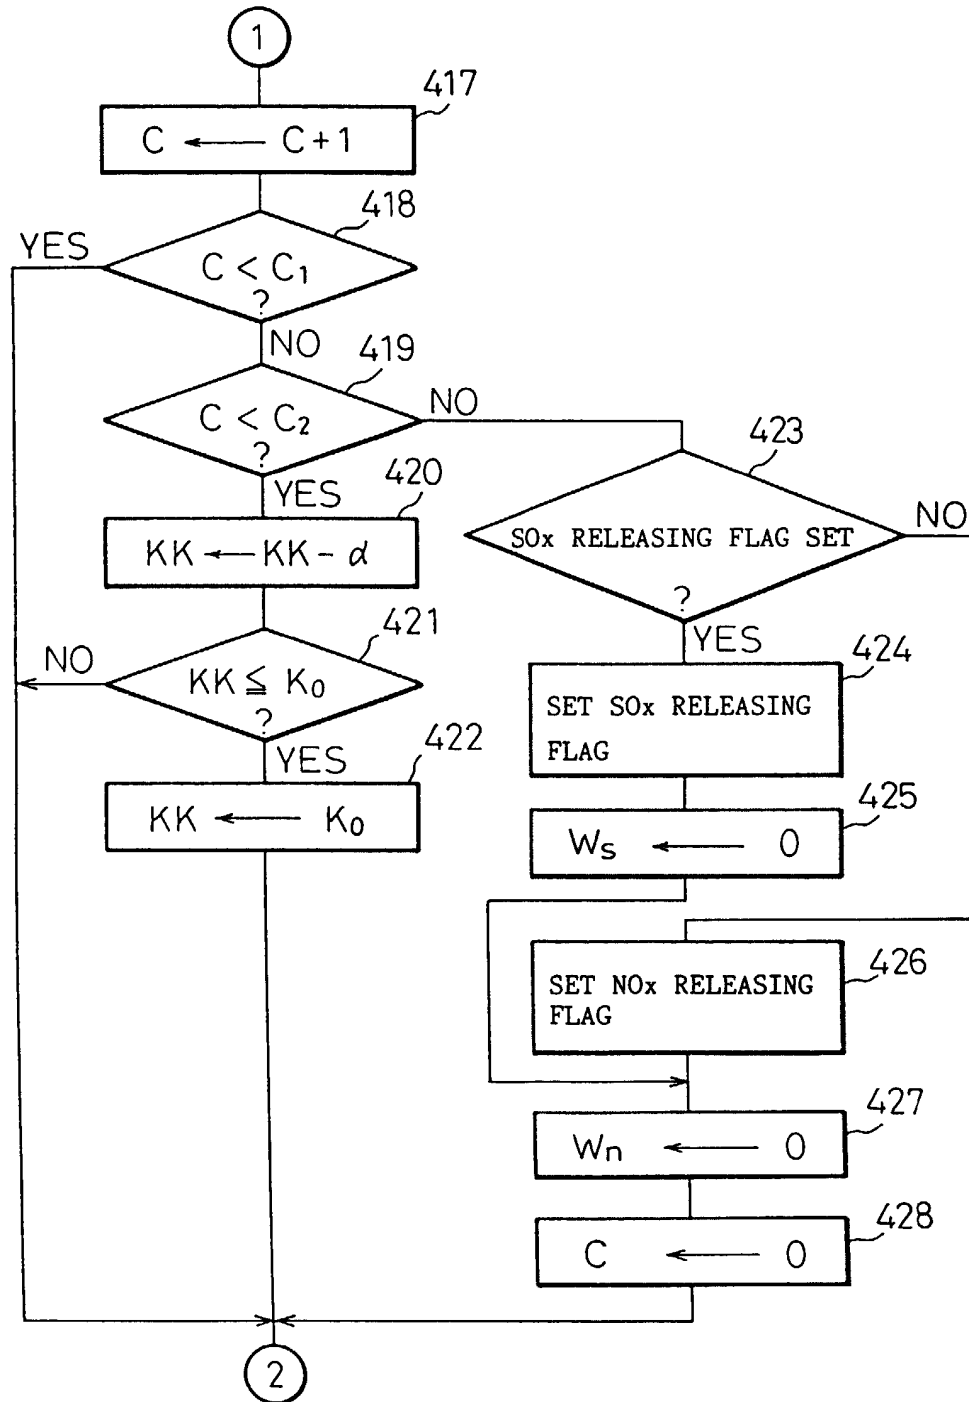 1
417
C ← C+1
418
YES
C < C₁
?
NO
419
C < C₂
?
NO
YES
420
KK ← KK - α
421
NO
KK ≦ K₀
?
YES
422
KK ← K₀
423
SOx RELEASING FLAG SET
?
NO
YES
424
SET SOx RELEASING
FLAG
425
Ws ← 0
426
SET NOx RELEASING
FLAG
427
Wn ← 0
428
C ← 0
2